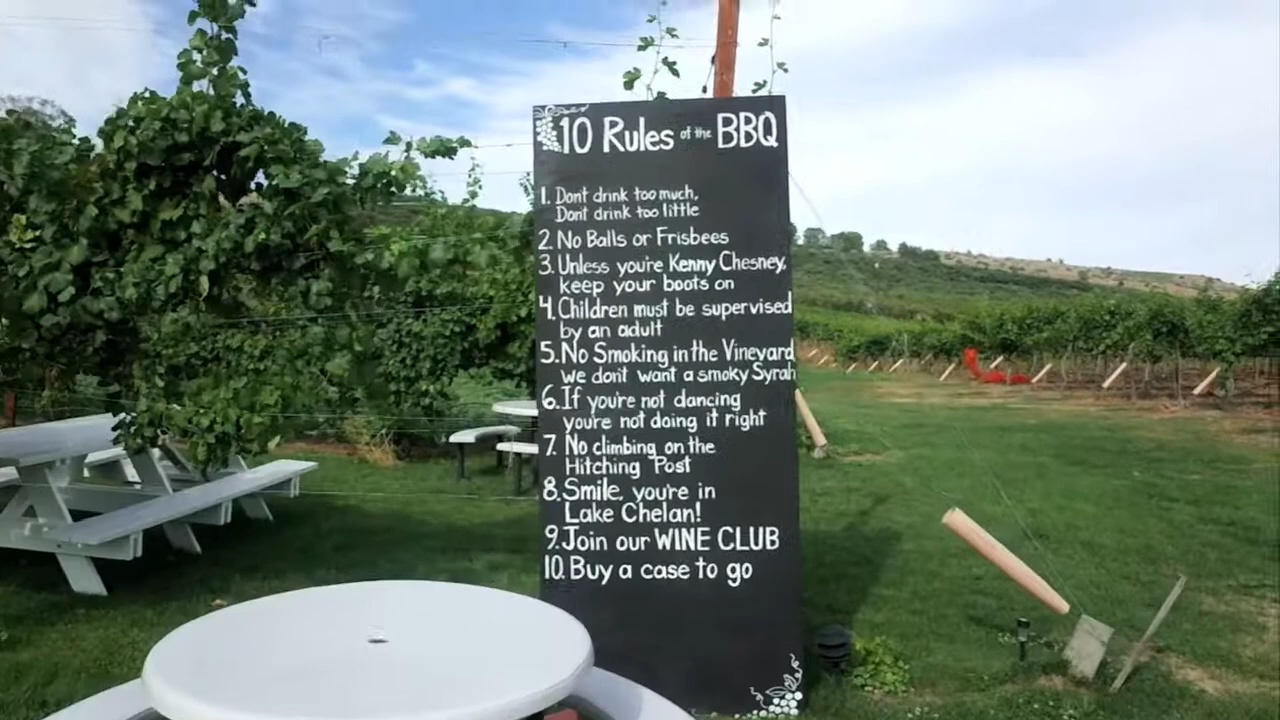 10 Rules of the BBQ
1. Dont drink too much,
Dont drink too little
2. No Balls or Frisbees
3. Unless you're Kenny Chesney,
keep your boots on
4. Children must be supervised
by an adult
5. No Smoking in the Vineyard
we don't want a smoky Syrah
6. If you're not dancing
you're not doing it right
7. No climbing on the
Hitching Post
8. Smile, you're in
Lake Chelan!
9. Join our WINE CLUB
10. Buy a case to go